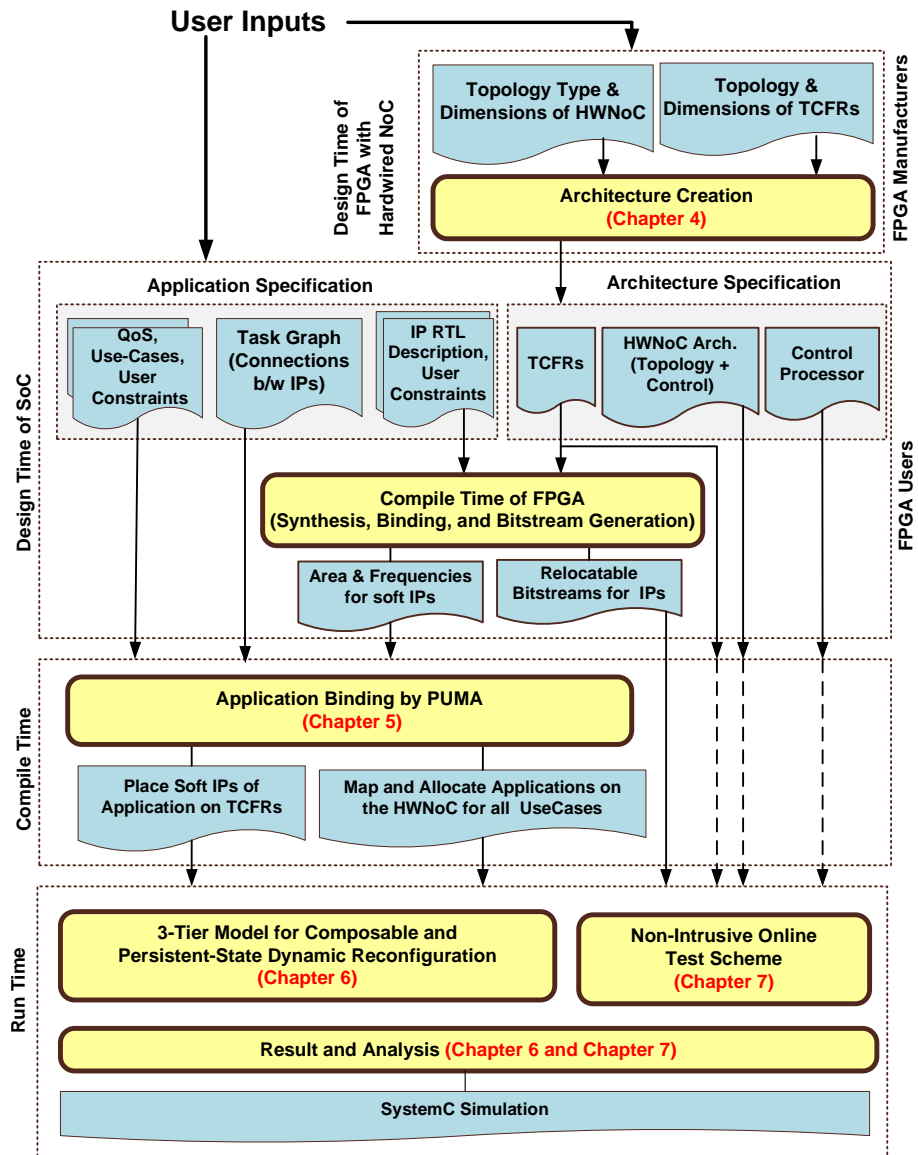 User Inputs
Topology Type &
Dimensions of HWNoC
Topology &
Dimensions of TCFRs
Design Time of
FPGA with
Hardwired NoC
FPGA Manufacturers
Architecture Creation
(Chapter 4)
Application Specification
Architecture Specification
QoS,
Use-Cases,
User
Constraints
Task Graph
(Connections
b/w IPs)
IP RTL
Description,
User
Constraints
TCFRs
HWNoC Arch.
(Topology +
Control)
Control
Processor
Design Time of SoC
FPGA Users
Compile Time of FPGA
(Synthesis, Binding, and Bitstream Generation)
Area & Frequencies
for soft IPs
Relocatable
Bitstreams for IPs
Compile Time
Application Binding by PUMA
(Chapter 5)
Place Soft IPs of
Application on TCFRs
Map and Allocate Applications on
the HWNoC for all UseCases
Run Time
3-Tier Model for Composable and
Persistent-State Dynamic Reconfiguration
(Chapter 6)
Non-Intrusive Online
Test Scheme
(Chapter 7)
Result and Analysis (Chapter 6 and Chapter 7)
SystemC Simulation